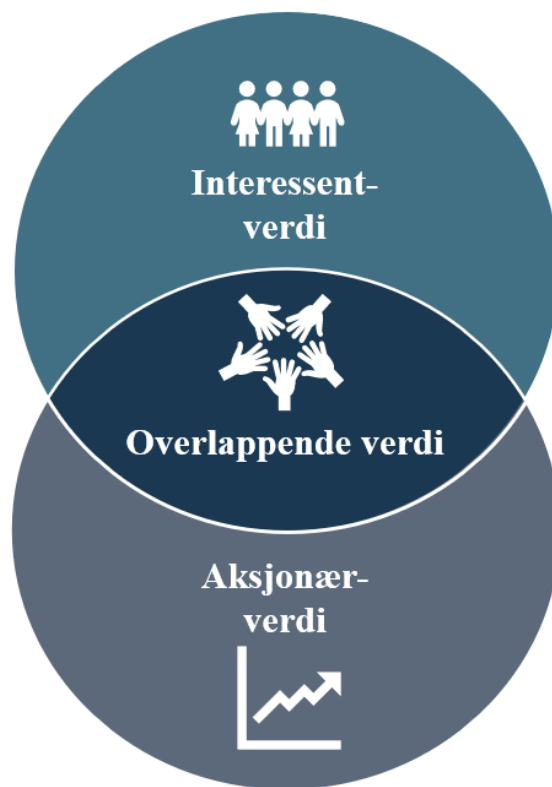 Interessent-
verdi
Overlappende verdi
Aksjonær-
verdi